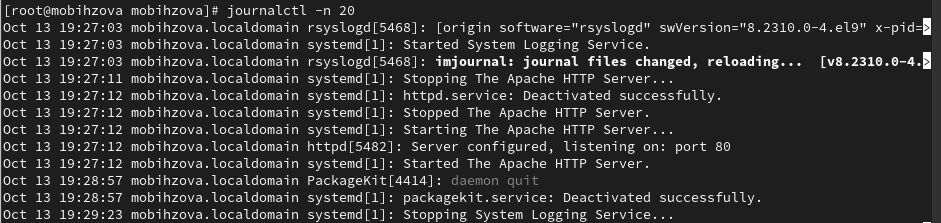 [root@mobihzova mobihzova]# journalctl -n 20
Oct 13 19:27:03 mobihzova.localdomain rsyslogd[5468]: [origin software="rsyslogd" swVersion="8.2310.0-4.el9" x-pid=>
Oct 13 19:27:03 mobihzova.localdomain systemd[1]: Started System Logging Service.
Oct 13 19:27:03 mobihzova.localdomain rsyslogd[5468]: imjournal: journal files changed, reloading...  [v8.2310.0-4.>
Oct 13 19:27:11 mobihzova.localdomain systemd[1]: Stopping The Apache HTTP Server...
Oct 13 19:27:12 mobihzova.localdomain systemd[1]: httpd.service: Deactivated successfully.
Oct 13 19:27:12 mobihzova.localdomain systemd[1]: Stopped The Apache HTTP Server.
Oct 13 19:27:12 mobihzova.localdomain systemd[1]: Starting The Apache HTTP Server...
Oct 13 19:27:12 mobihzova.localdomain httpd[5482]: Server configured, listening on: port 80
Oct 13 19:27:12 mobihzova.localdomain systemd[1]: Started The Apache HTTP Server.
Oct 13 19:28:57 mobihzova.localdomain PackageKit[4414]: daemon quit
Oct 13 19:28:57 mobihzova.localdomain systemd[1]: packagekit.service: Deactivated successfully.
Oct 13 19:29:23 mobihzova.localdomain systemd[1]: Stopping System Logging Service...